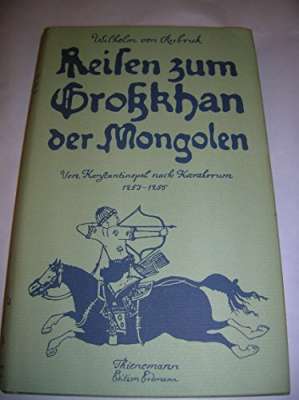 Wilhelm von Rubruk
Reisen zum
Großkhan
der Mongolen
Von Konstantinopel nach Karakorum
1253-1255
Thienemann
Edition Erdmann